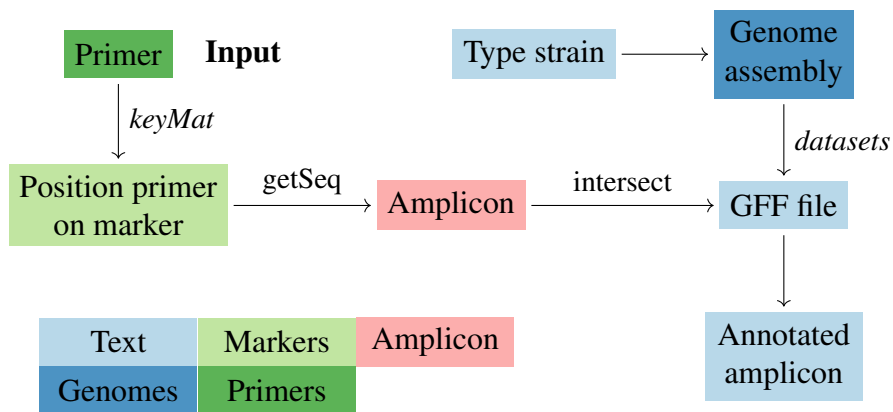 Primer
Input
Type strain
Genome
assembly
keyMat
datasets
Position primer
on marker
getSeq
Amplicon
intersect
GFF file
Text
Markers
Amplicon
Genomes
Primers
Annotated
amplicon